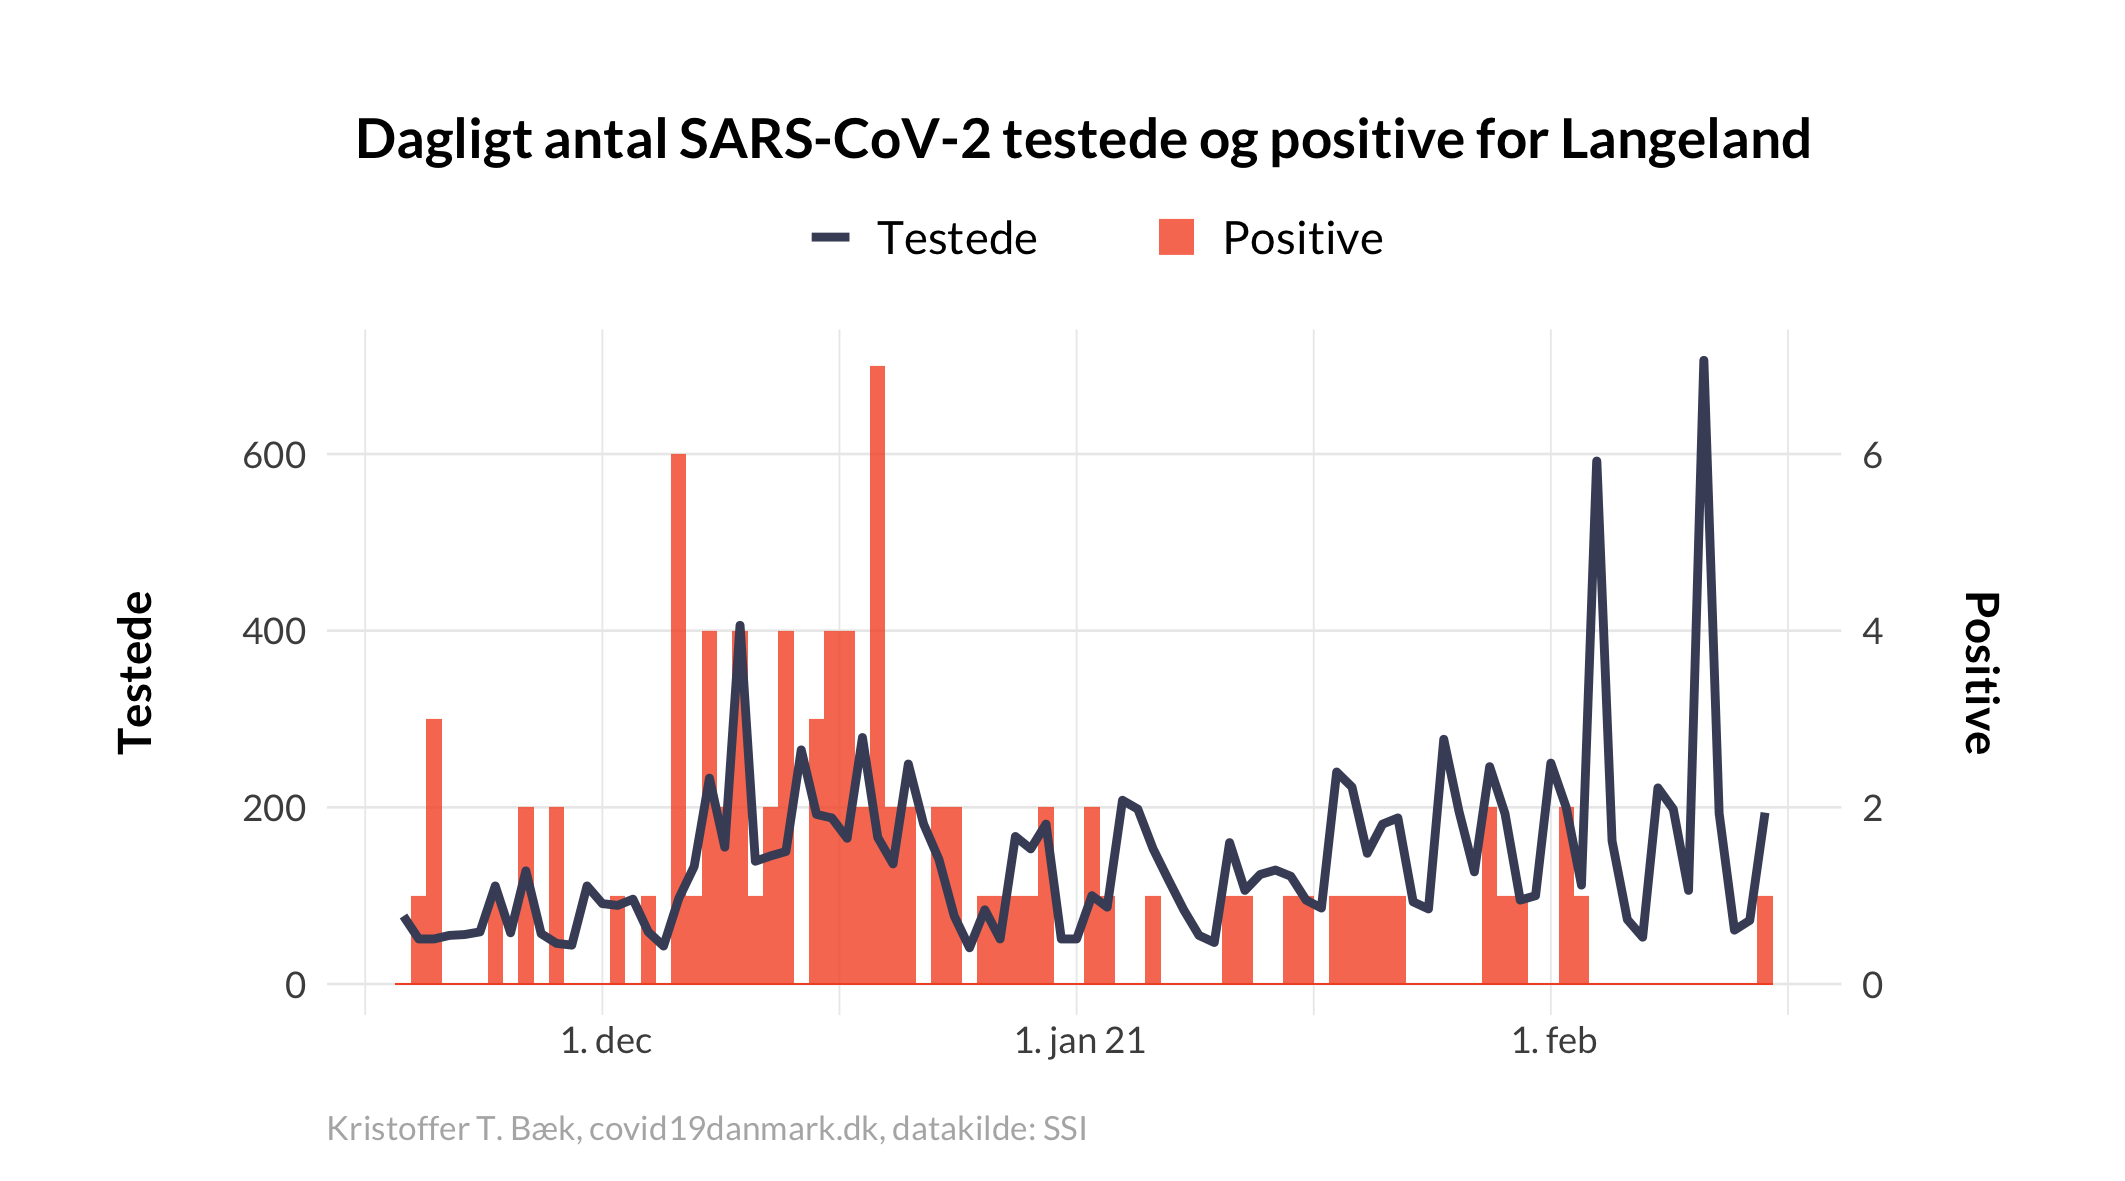 Dagligt antal SARS-CoV-2 testede og positive for Langeland
Testede
Positive
Testede
600
400
200
0
6
4
2
0
Positive
1. dec
1. jan 21
1. feb
Kristoffer T. Bæk, covid19danmark.dk, datakilde: SSI